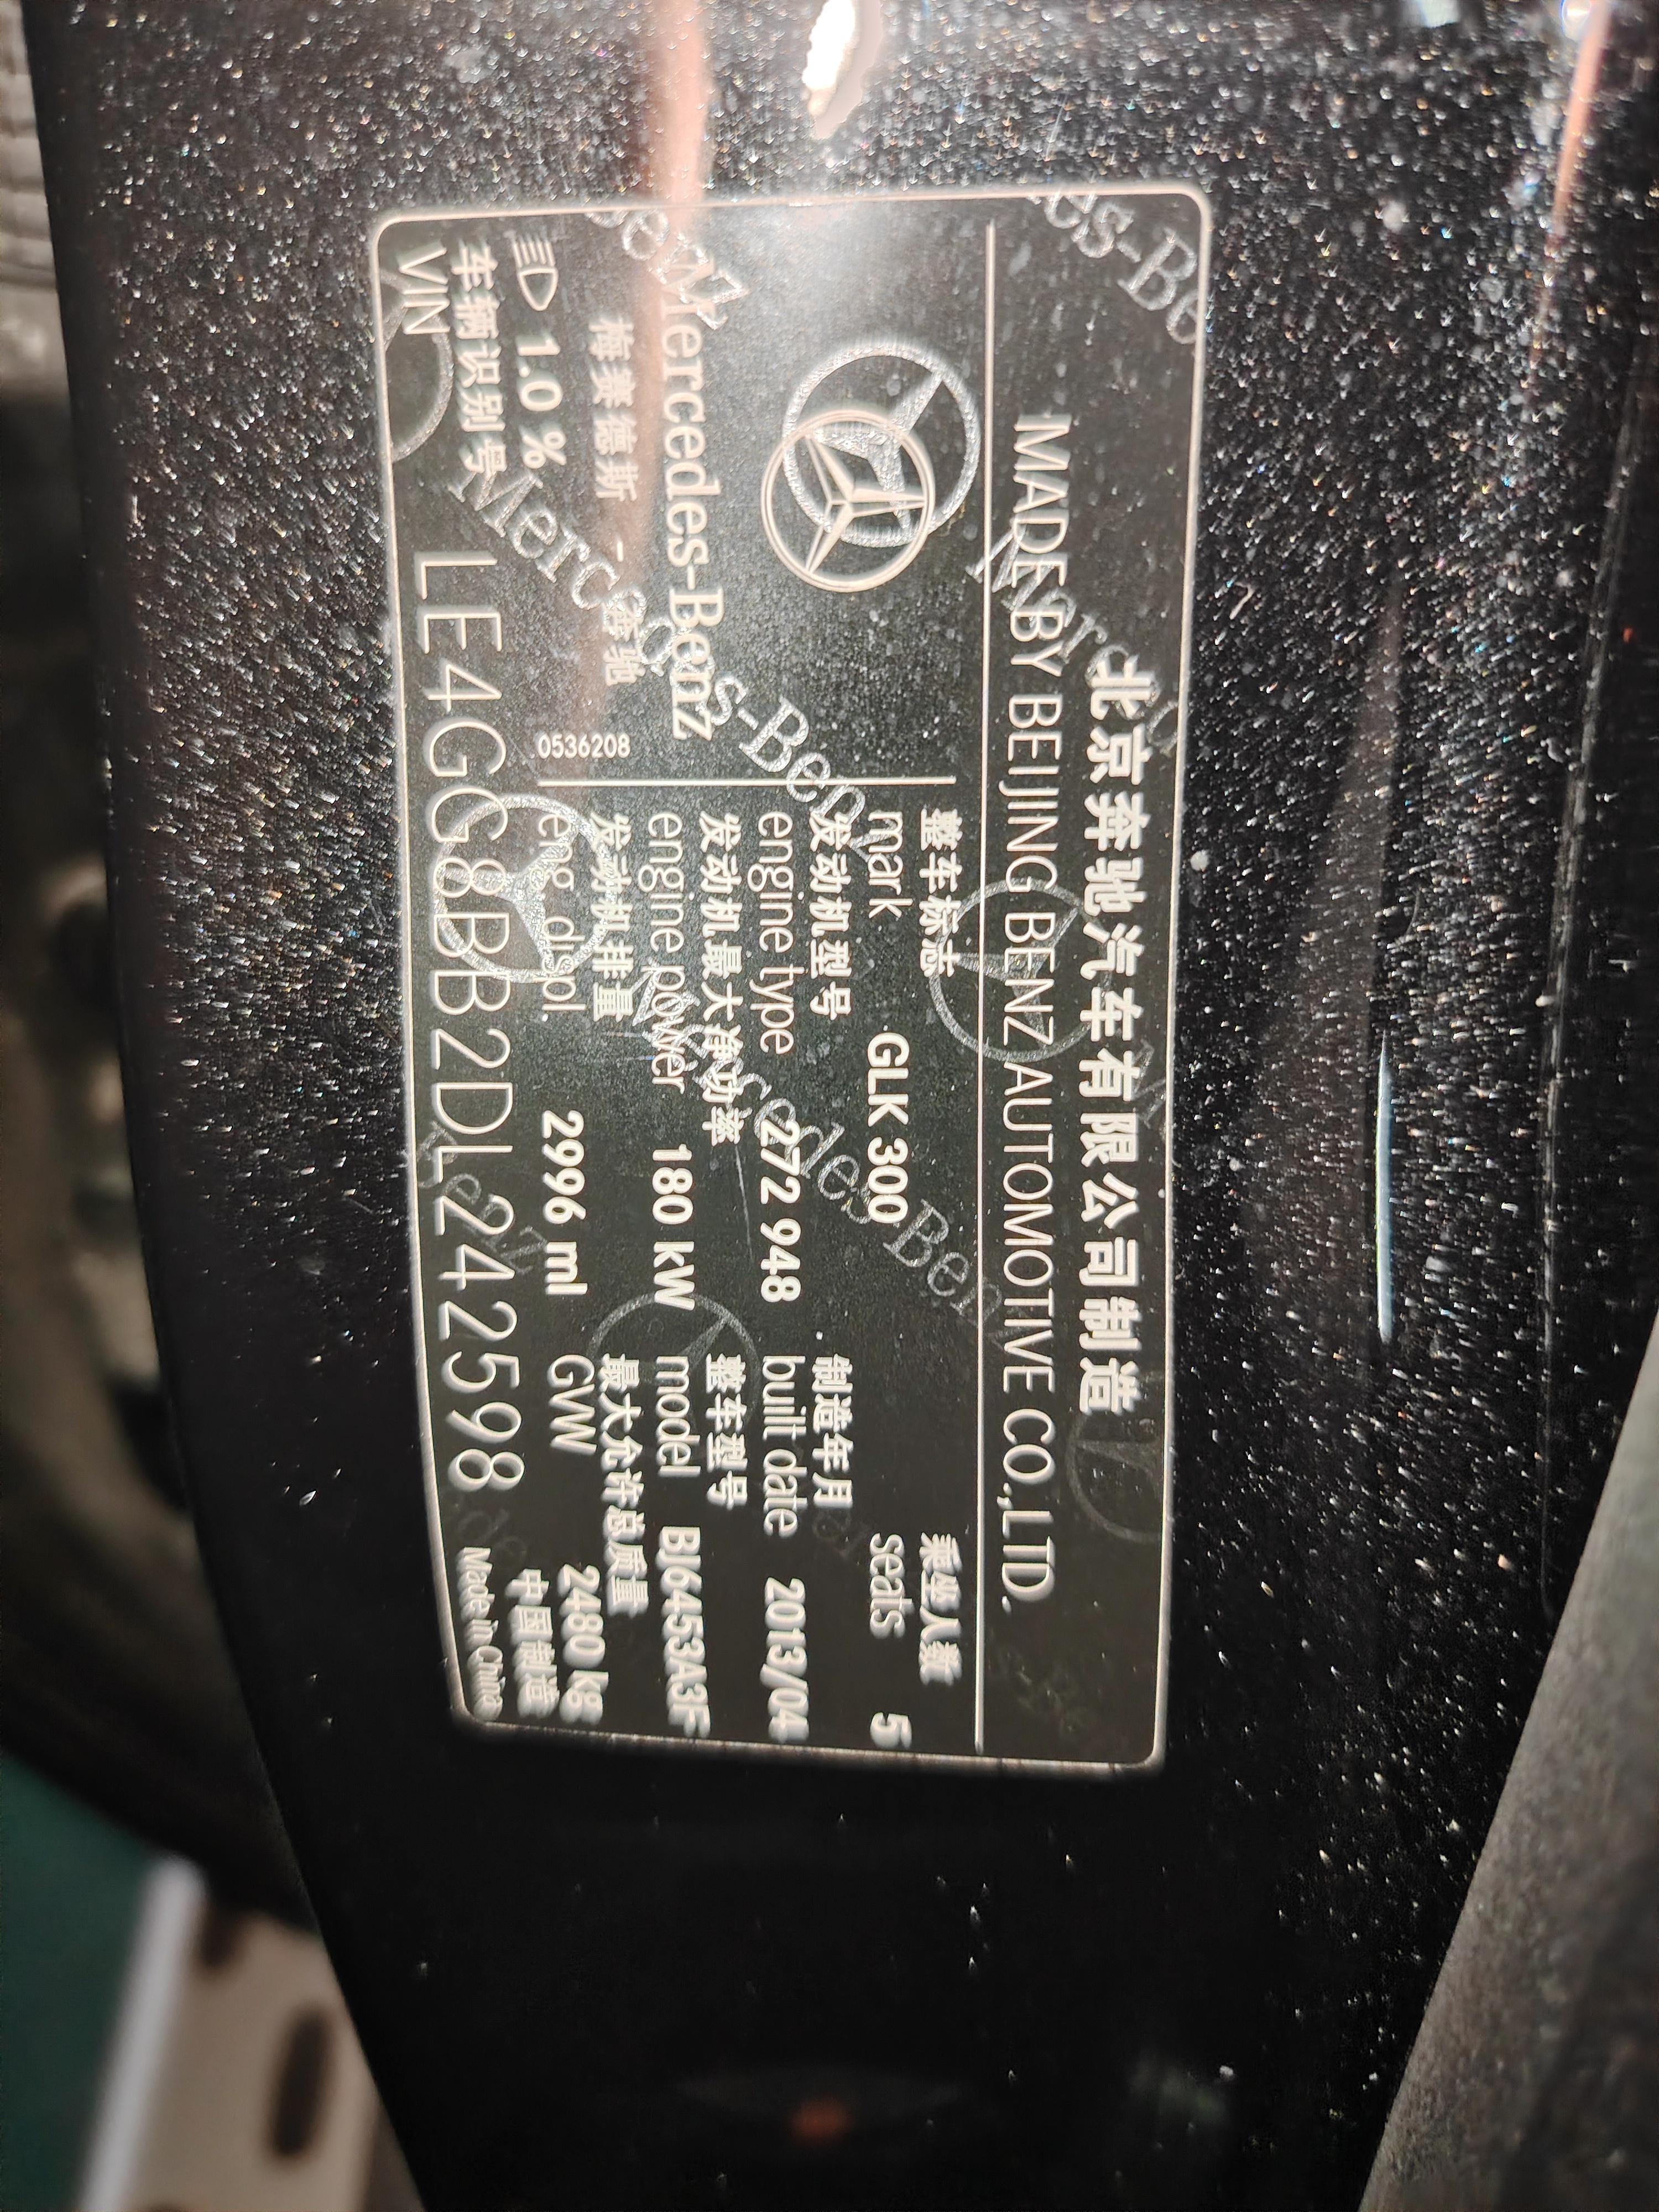 北京奔驰汽车有限公司制造
MADE BY BEIJING BENZ AUTOMOTIVE CO.,LTD.
Mercedes-Benz
梅赛德斯 - 奔驰
1.0 %
0536208
整车标志
mark GLK 300
乘坐人数
seats 5
发动机型号
engine type 272 948
制造年月
built date 2013/04
发动机最大净功率
engine power 180 kW
整车型号
model BJ6453A3F
发动机排量
eng. displ. 2996 ml
最大允许总质量
GVW 2480 kg
车辆识别号
VIN LE4GG8BB2DL242598
中国制造
Made in China